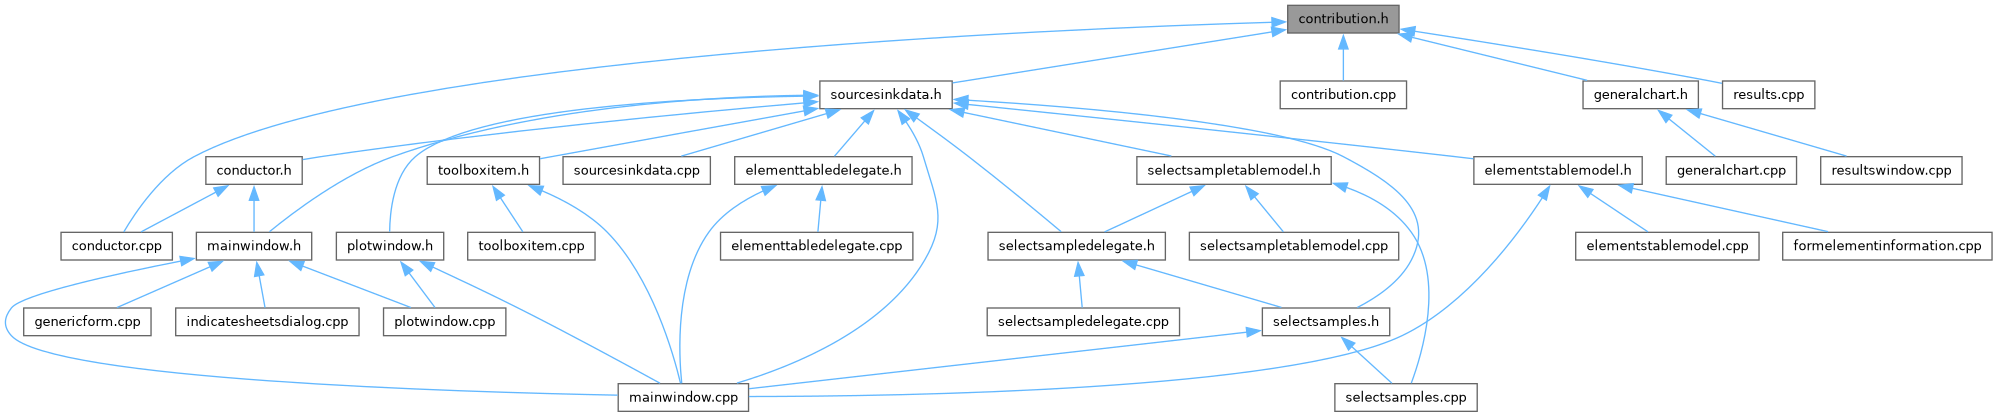 contribution.h
sourcesinkdata.h
contribution.cpp
generalchart.h
results.cpp
conductor.h
toolboxitem.h
sourcesinkdata.cpp
elementtabledelegate.h
selectsampletablemodel.h
elementstablemodel.h
generalchart.cpp
resultswindow.cpp
conductor.cpp
mainwindow.h
plotwindow.h
toolboxitem.cpp
elementtabledelegate.cpp
selectsampledelegate.h
selectsampletablemodel.cpp
elementstablemodel.cpp
formelementinformation.cpp
genericform.cpp
indicatesheetsdialog.cpp
plotwindow.cpp
selectsampledelegate.cpp
selectsamples.h
mainwindow.cpp
selectsamples.cpp